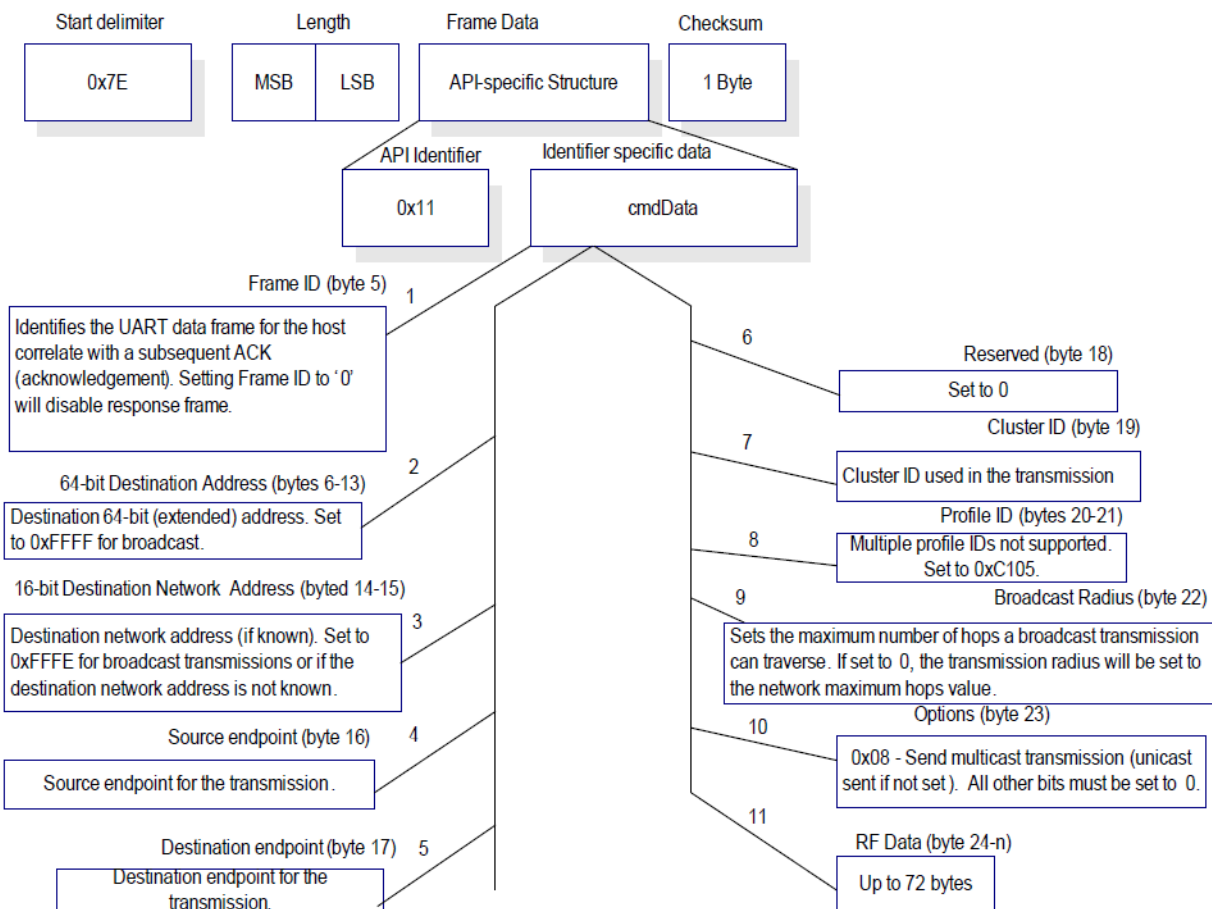 Start delimiter
Length
Frame Data
Checksum
0x7E
MSB
LSB
API-specific Structure
1 Byte
API Identifier
Identifier specific data
0x11
cmdData
Frame ID (byte 5)
1
Identifies the UART data frame for the host
correlate with a subsequent ACK
(acknowledgement). Setting Frame ID to '0'
will disable response frame.
2
64-bit Destination Address (bytes 6-13)
Destination 64-bit (extended) address. Set
to 0xFFFF for broadcast.
16-bit Destination Network Address (byted 14-15)
3
Destination network address (if known). Set to
0xFFFE for broadcast transmissions or if the
destination network address is not known.
Source endpoint (byte 16)
4
Source endpoint for the transmission.
Destination endpoint (byte 17)
5
Destination endpoint for the
transmission.
6
Reserved (byte 18)
Set to 0
Cluster ID (byte 19)
7
Cluster ID used in the transmission
Profile ID (bytes 20-21)
8
Multiple profile IDs not supported.
Set to 0xC105.
9
Broadcast Radius (byte 22)
Sets the maximum number of hops a broadcast transmission
can traverse. If set to 0, the transmission radius will be set to
the network maximum hops value.
Options (byte 23)
10
0x08 - Send multicast transmission (unicast
sent if not set). All other bits must be set to 0.
11
RF Data (byte 24-n)
Up to 72 bytes